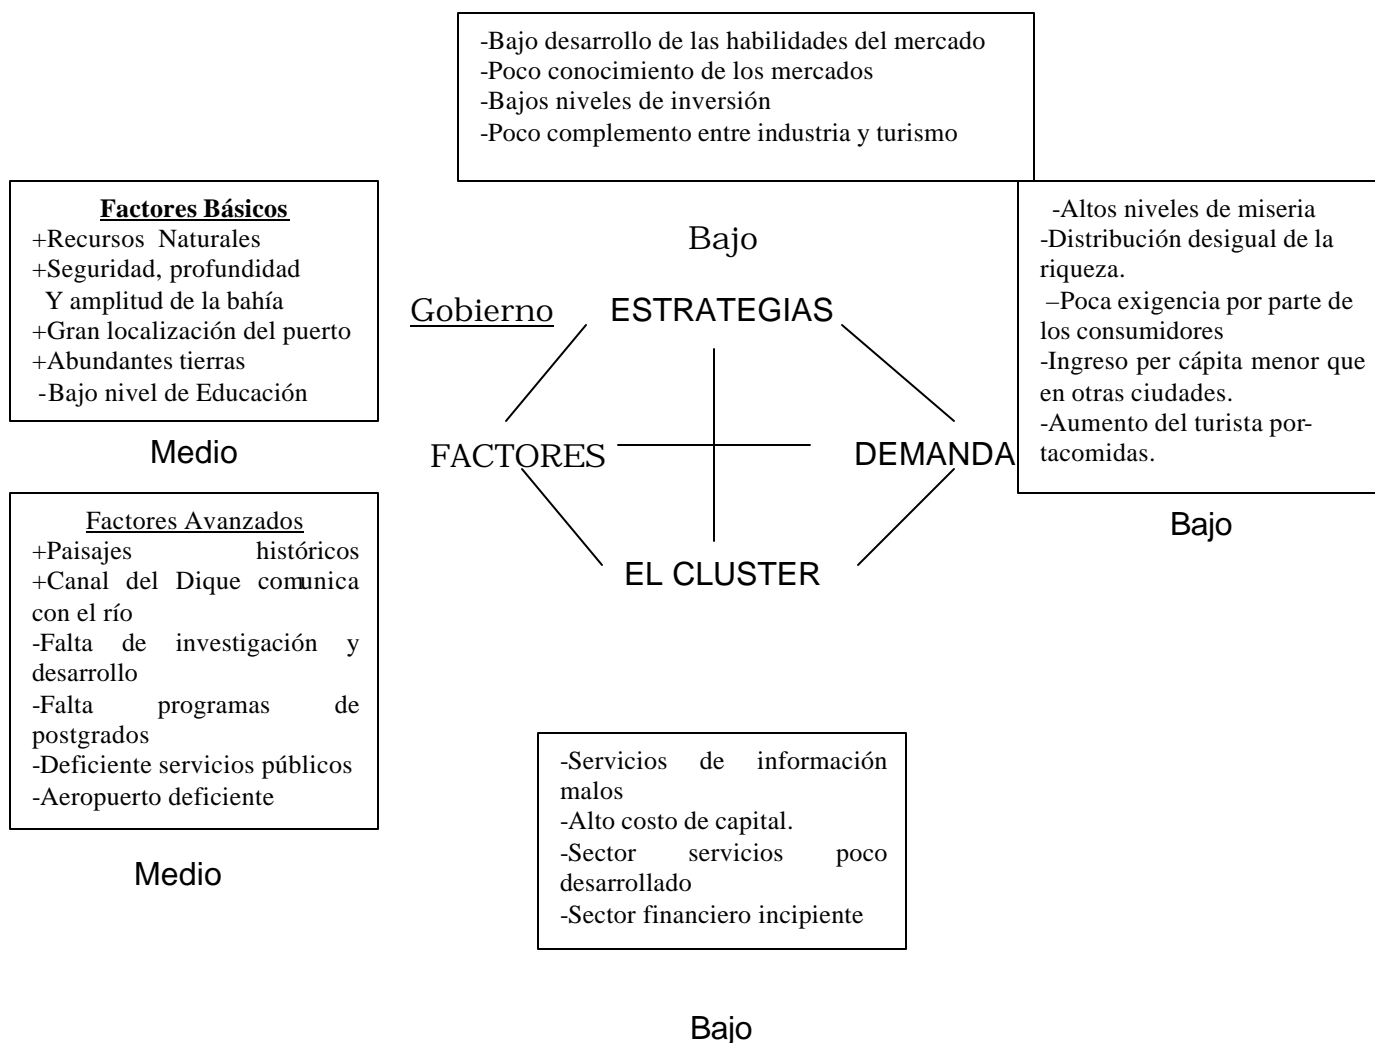 -Bajo desarrollo de las habilidades del mercado
-Poco conocimiento de los mercados
-Bajos niveles de inversión
-Poco complemento entre industria y turismo
Factores Básicos
+Recursos Naturales
+Seguridad, profundidad
Y amplitud de la bahía
+Gran localización del puerto
+Abundantes tierras
-Bajo nivel de Educación
Medio
Bajo
Gobierno
ESTRATEGIAS
FACTORES
DEMANDA
EL CLUSTER
-Altos niveles de miseria
-Distribución desigual de la
riqueza.
–Poca exigencia por parte de
los consumidores
-Ingreso per cápita menor que
en otras ciudades.
-Aumento del turista por-
tacomidas.
Bajo
Factores Avanzados
+Paisajes históricos
+Canal del Dique comunica
con el río
-Falta de investigación y
desarrollo
-Falta programas de
postgrados
-Deficiente servicios públicos
-Aeropuerto deficiente
Medio
-Servicios de información
malos
-Alto costo de capital.
-Sector servicios poco
desarrollado
-Sector financiero incipiente
Bajo